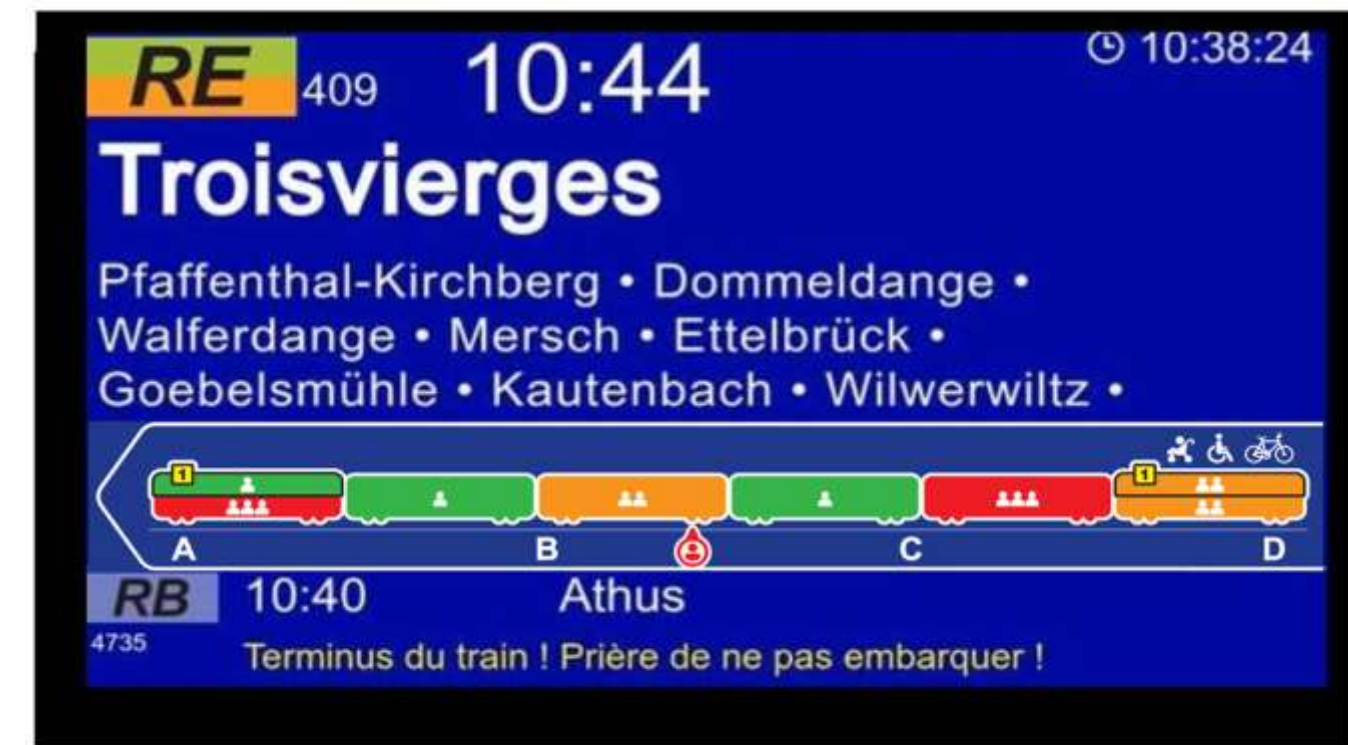 RE 409 10:44 10:38:24
Troisvierges
Pfaffenthal-Kirchberg • Dommeldange •
Walferdange • Mersch • Ettelbrück •
Goebelsmühle • Kautenbach • Wilwerwiltz •
1 1
A B C D
RB 10:40 Athus
4735
Terminus du train ! Prière de ne pas embarquer !